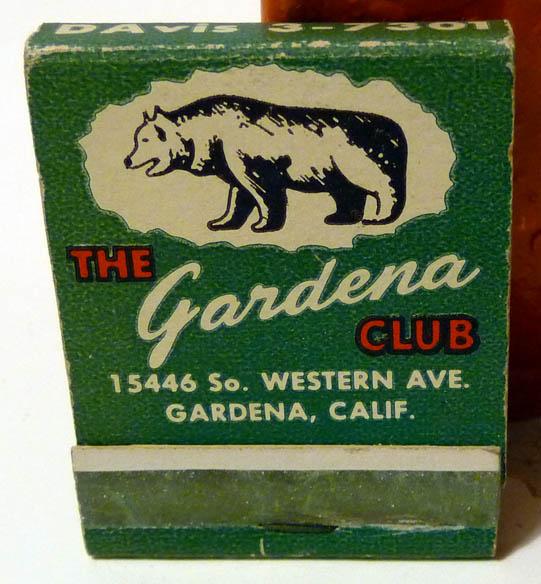 DAvis 3-7301
THE
Gardena
CLUB
15446 So. WESTERN AVE.
GARDENA, CALIF.